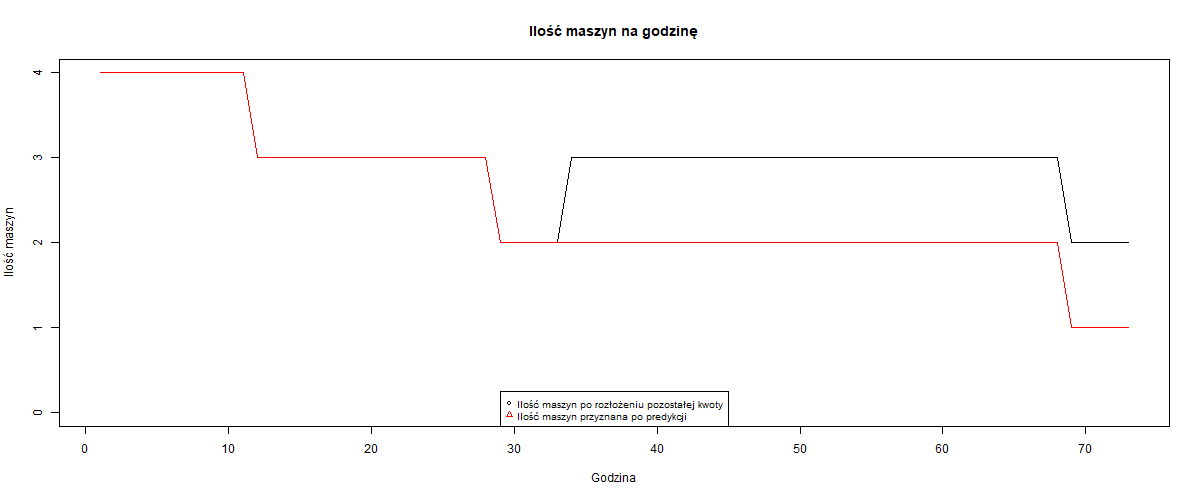 Ilość maszyn na godzinę
Ilość maszyn
4
3
2
1
0
Ilość maszyn po rozłożeniu pozostałej kwoty
Ilość maszyn przyznana po predykcji
0 10 20 30 40 50 60 70
Godzina